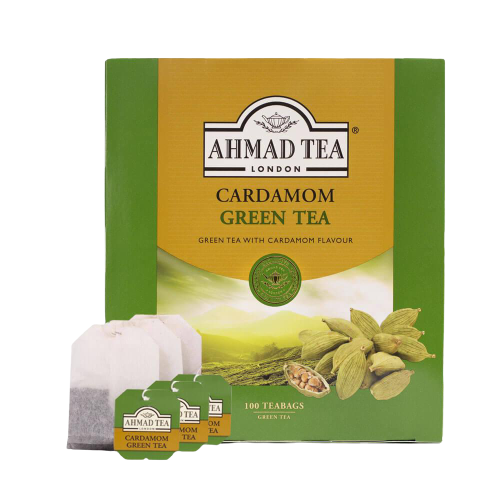 AHMAD TEA
®
LONDON
CARDAMOM
GREEN TEA
GREEN TEA WITH CARDAMOM FLAVOUR
100 TEABAGS
GREEN TEA
AHMAD TEA
LONDON
CARDAMOM
GREEN TEA